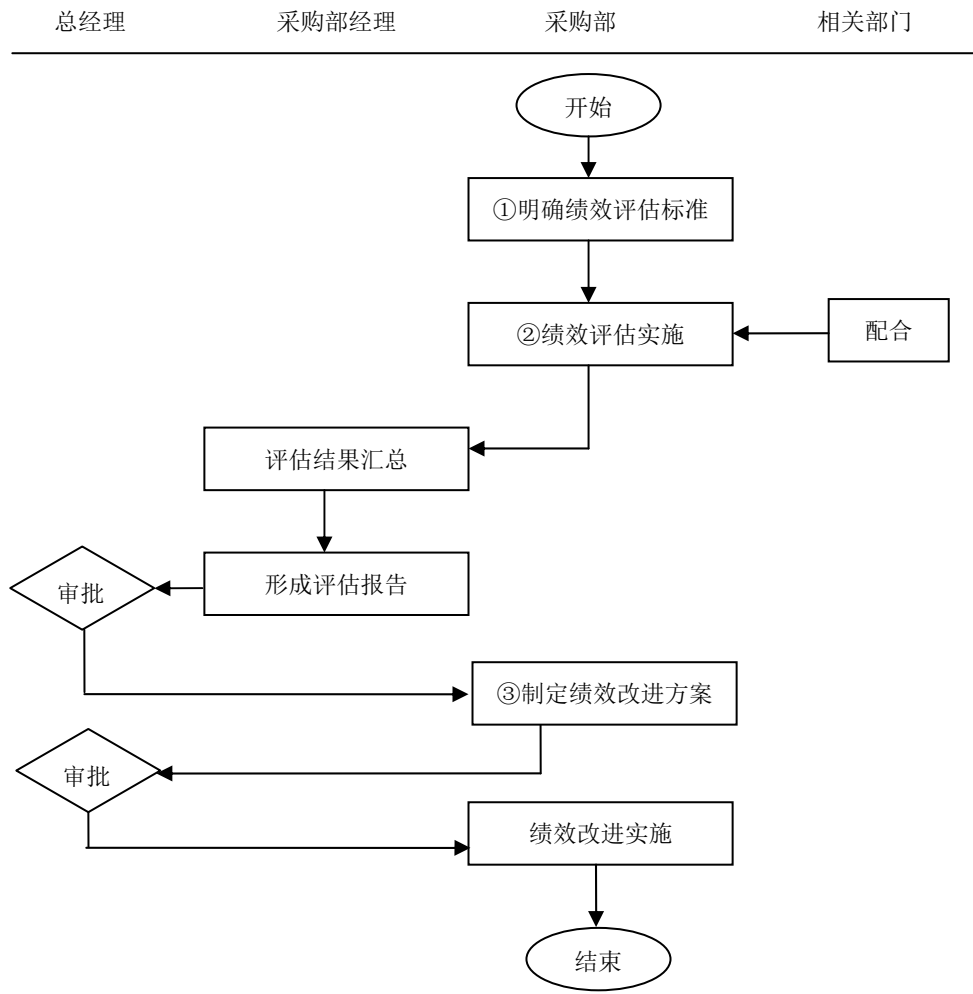 总经理 采购部经理 采购部 相关部门
开始
①明确绩效评估标准
②绩效评估实施
配合
评估结果汇总
形成评估报告
审批
③制定绩效改进方案
审批
绩效改进实施
结束